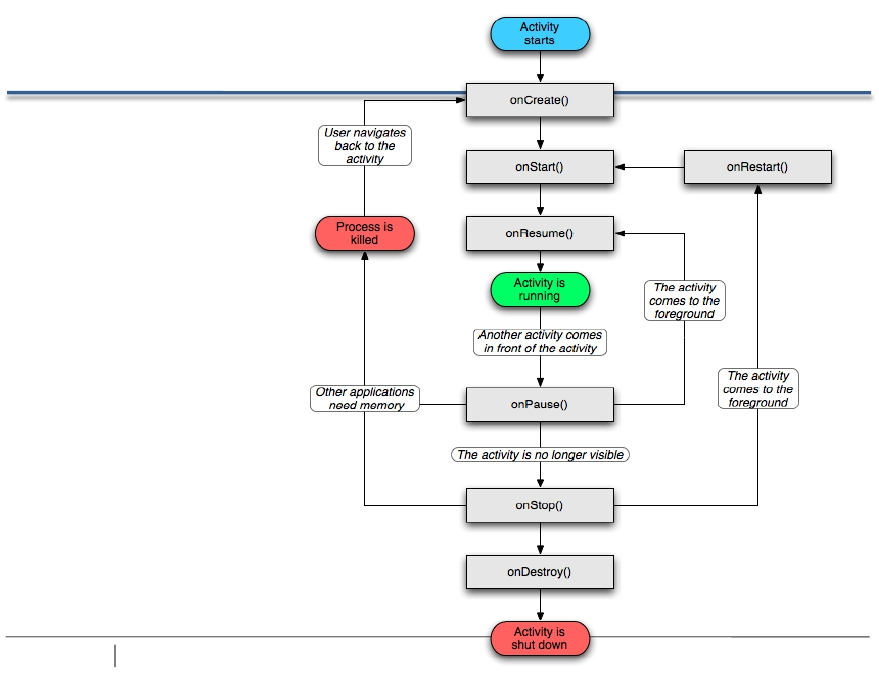 Activity
starts
onCreate()
User navigates
back to the
activity
onStart()
onRestart()
Process is
killed
onResume()
Activity is
running
The activity
comes to the
foreground
Another activity comes
in front of the activity
The activity
comes to the
foreground
Other applications
need memory
onPause()
The activity is no longer visible
onStop()
onDestroy()
Activity is
shut down